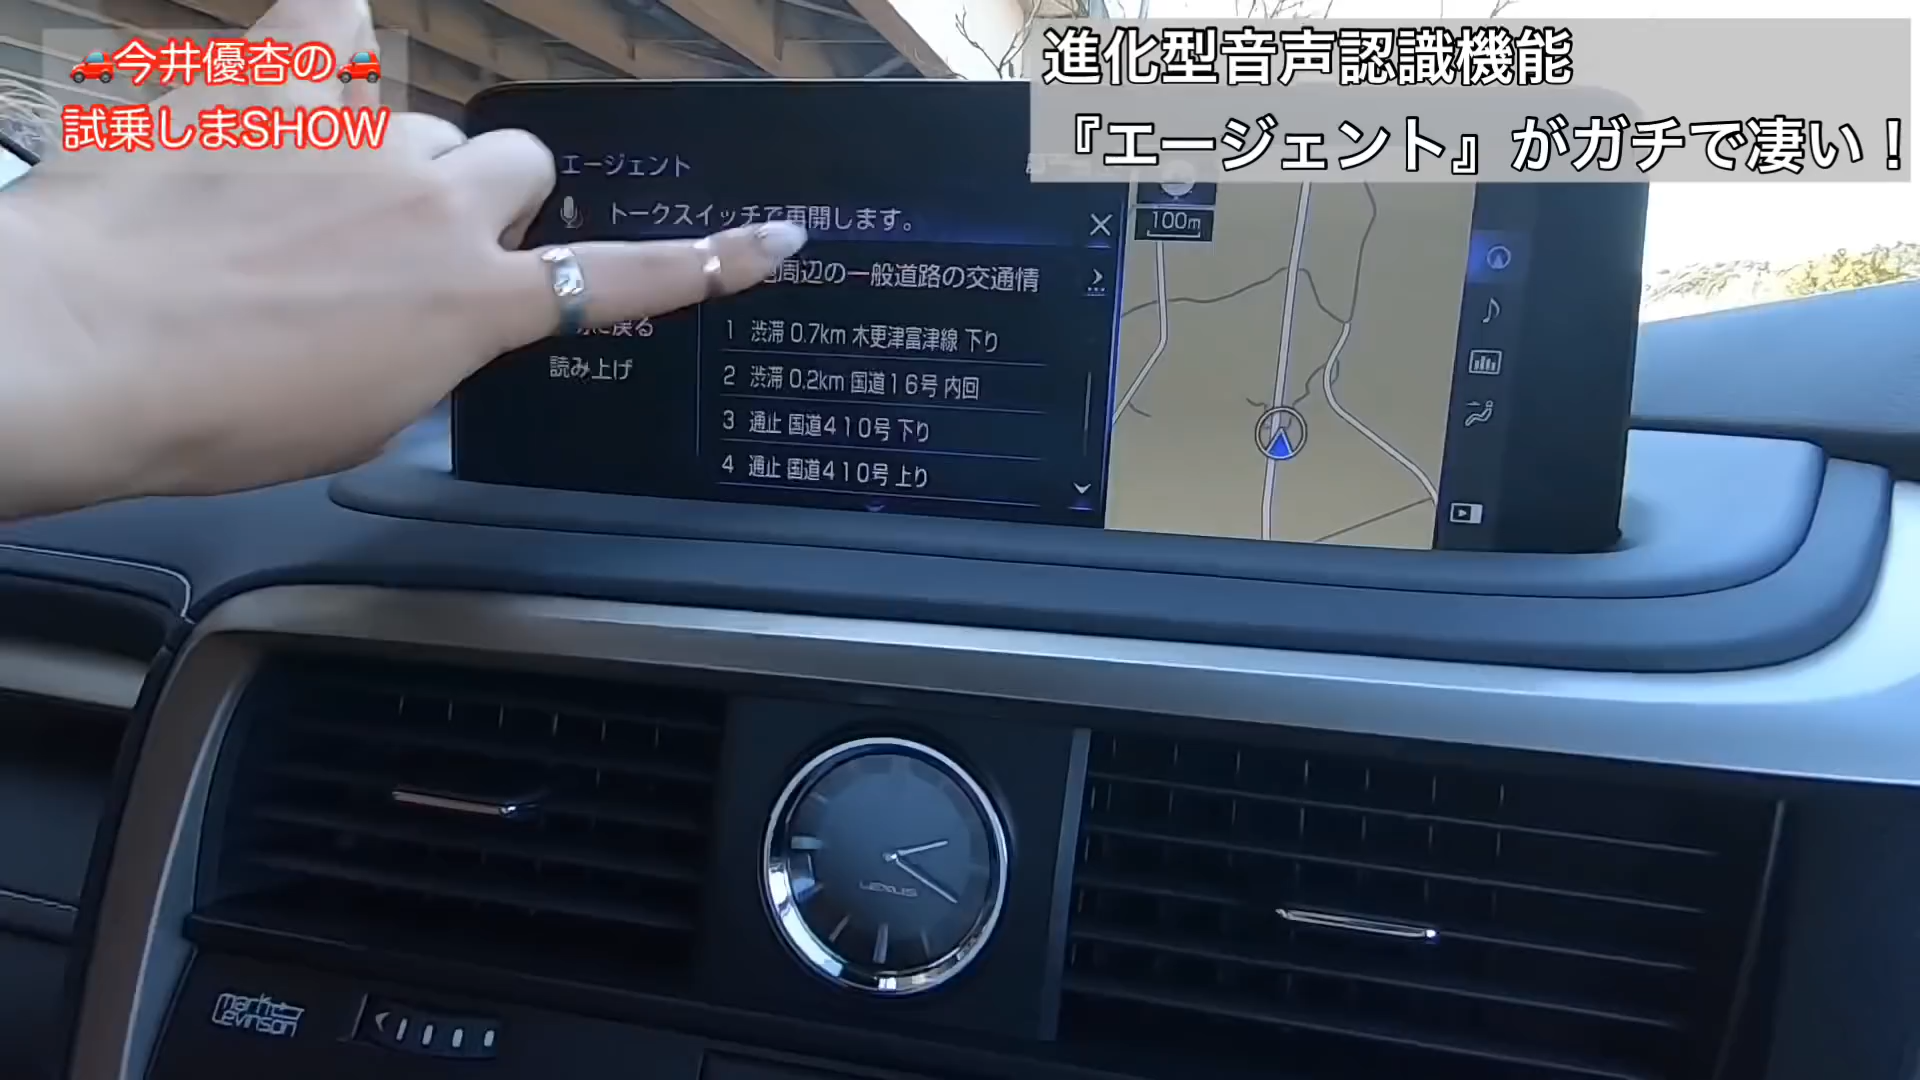 今井優杏の
試乗しまSHOW
進化型音声認識機能
『エージェント』がガチで凄い！
エージェント
トークスイッチで再開します。
周辺の一般道路の交通情
に戻る
読み上げ
1 渋滞 0.7km 木更津富津線 下り
2 渋滞 0.2km 国道16号 内回
3 通止 国道410号 下り
4 通止 国道410号 上り
100m
LEXUS
mark Levinson